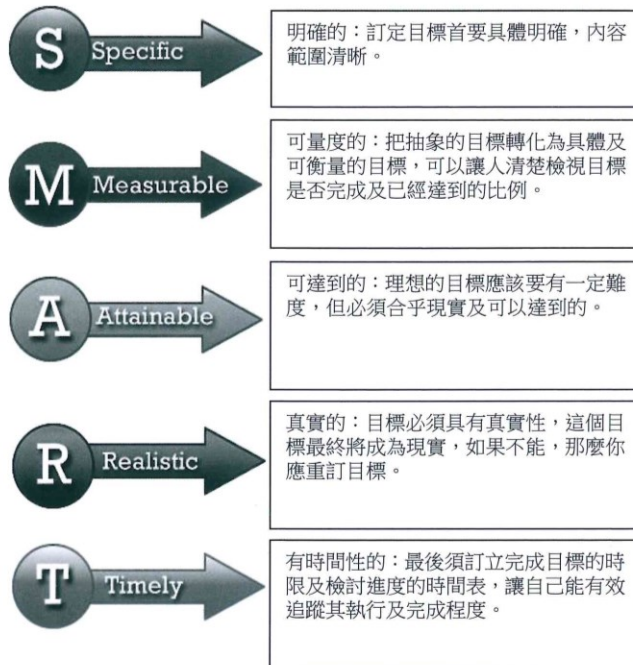 S Specific
明確的：訂定目標首要具體明確，內容
範圍清晰。
M Measurable
可量度的：把抽象的目標轉化為具體及
可衡量的目標，可以讓人清楚檢視目標
是否完成及已經達到的比例。
A Attainable
可達到的：理想的目標應該要有一定難
度，但必須合乎現實及可以達到的。
R Realistic
真實的：目標必須具有真實性，這個目
標最終將成為現實，如果不能，那麼你
應重訂目標。
T Timely
有時間性的：最後須訂立完成目標的時
限及檢討進度的時間表，讓自己能有效
追蹤其執行及完成程度。